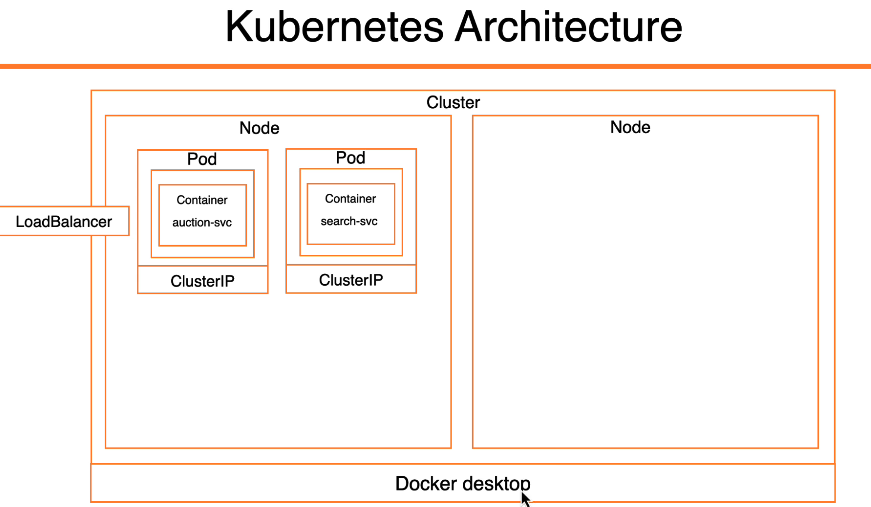 Kubernetes Architecture
Cluster
Node
Node
Pod
Pod
Container
auction-svc
Container
search-svc
LoadBalancer
ClusterIP
ClusterIP
Docker desktop